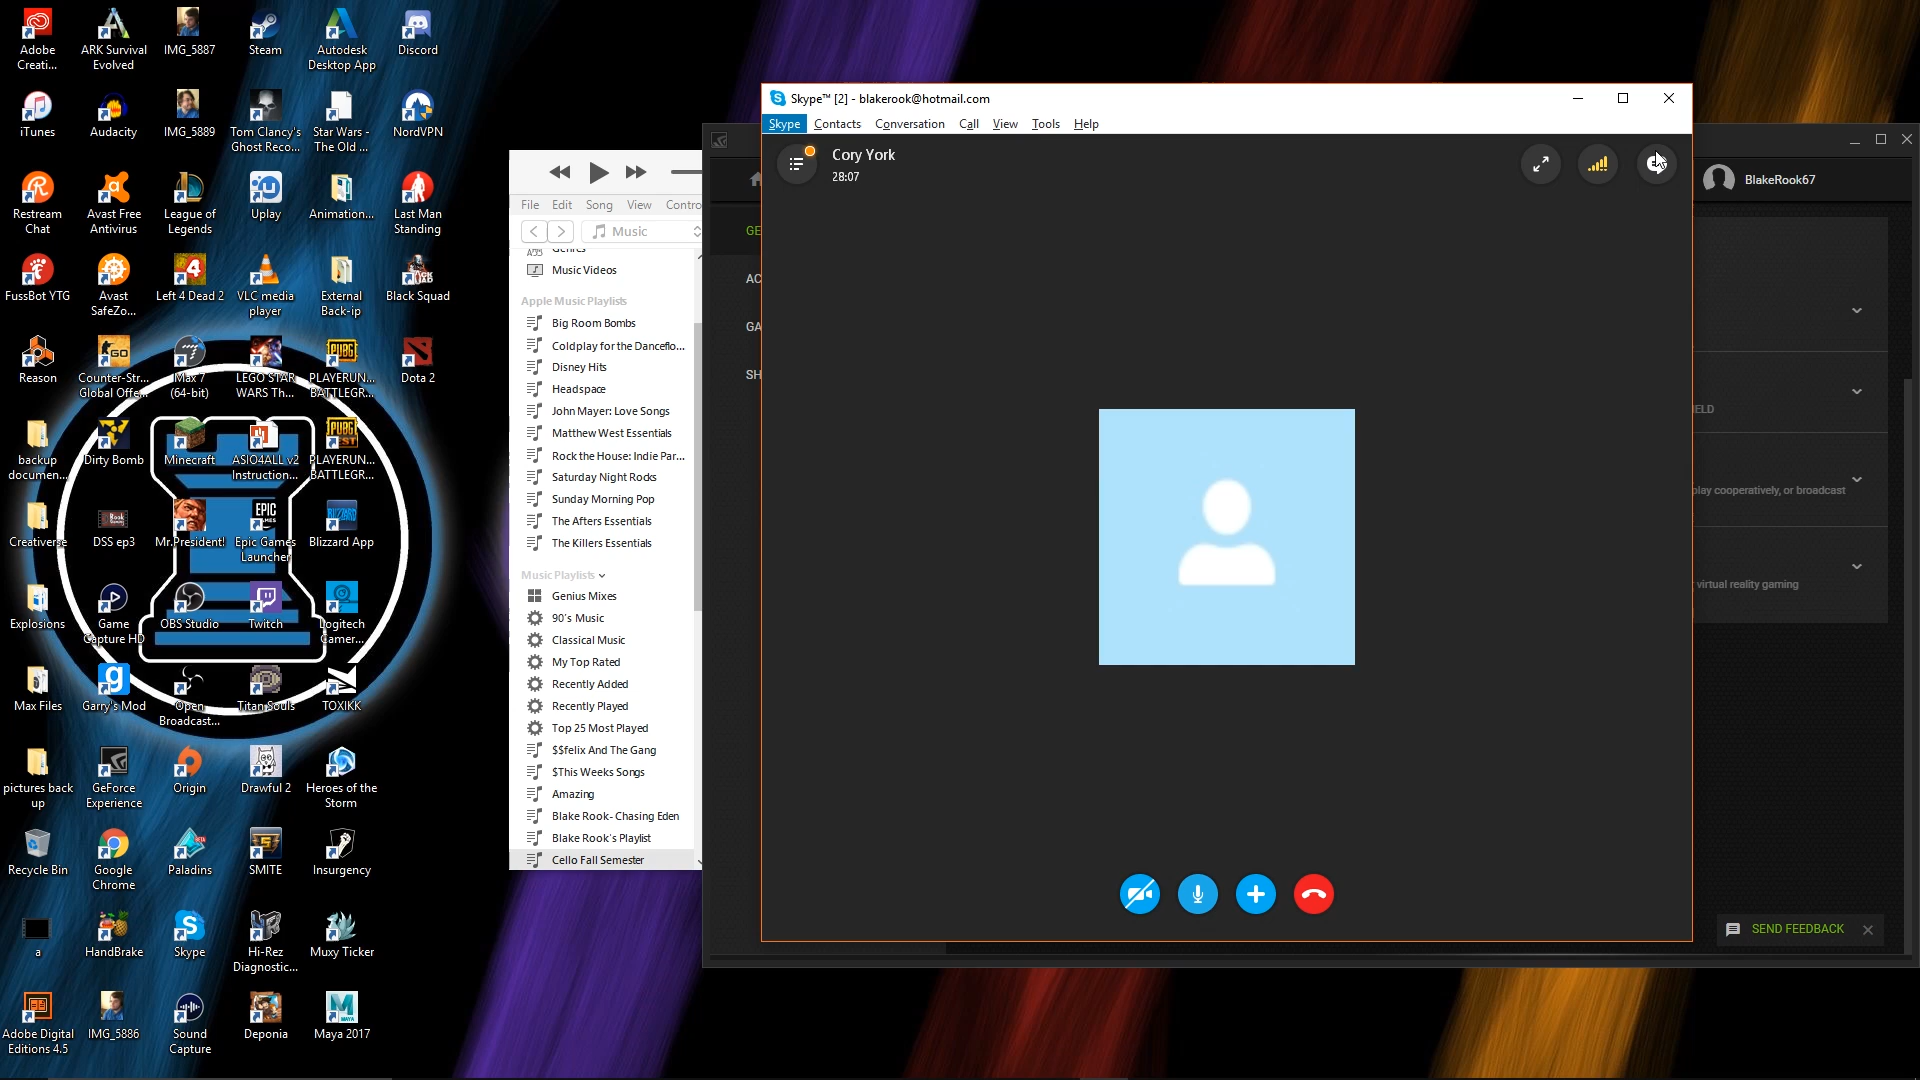 Adobe Creati...
ARK Survival Evolved
IMG_5887
Steam
Autodesk Desktop App
Discord
iTunes
Audacity
IMG_5889
Tom Clancy's Ghost Reco...
Star Wars - The Old ...
NordVPN
Restream Chat
Avast Free Antivirus
League of Legends
Uplay
Animation...
Last Man Standing
FussBot YTG
Avast SafeZo...
Left 4 Dead 2
VLC media player
External Back-ip
Black Squad
Reason
Counter-Str... Global Offe...
Max 7 (64-bit)
LEGO STAR WARS Th...
PLAYERUN... BATTLEGR...
Dota 2
backup documen...
Dirty Bomb
Minecraft
ASIO4ALL v2 Instruction...
PLAYERUN... BATTLEGR...
Creativerse
DSS ep3
Mr.President!
Epic Games Launcher
Blizzard App
Explosions
Game Capture HD
OBS Studio
Twitch
Logitech Gamer...
Max Files
Garry's Mod
Open Broadcast...
Titan Souls
TOXIKK
pictures back up
GeForce Experience
Origin
Drawful 2
Heroes of the Storm
Recycle Bin
Google Chrome
Paladins
SMITE
Insurgency
a
HandBrake
Skype
Hi-Rez Diagnostic...
Muxy Ticker
Adobe Digital Editions 4.5
IMG_5886
Sound Capture
Deponia
Maya 2017
File Edit Song View Contro
Music
Genres
Music Videos
Apple Music Playlists
Big Room Bombs
Coldplay for the Danceflo...
Disney Hits
Headspace
John Mayer: Love Songs
Matthew West Essentials
Rock the House: Indie Par...
Saturday Night Rocks
Sunday Morning Pop
The Afters Essentials
The Killers Essentials
Music Playlists
Genius Mixes
90's Music
Classical Music
My Top Rated
Recently Added
Recently Played
Top 25 Most Played
$$felix And The Gang
$This Weeks Songs
Amazing
Blake Rook- Chasing Eden
Blake Rook's Playlist
Cello Fall Semester
GE
AC
GA
SH
Skype™ [2] - blakerook@hotmail.com
Skype Contacts Conversation Call View Tools Help
Cory York
28:07
BlakeRook67
IELD
play cooperatively, or broadcast
virtual reality gaming
SEND FEEDBACK